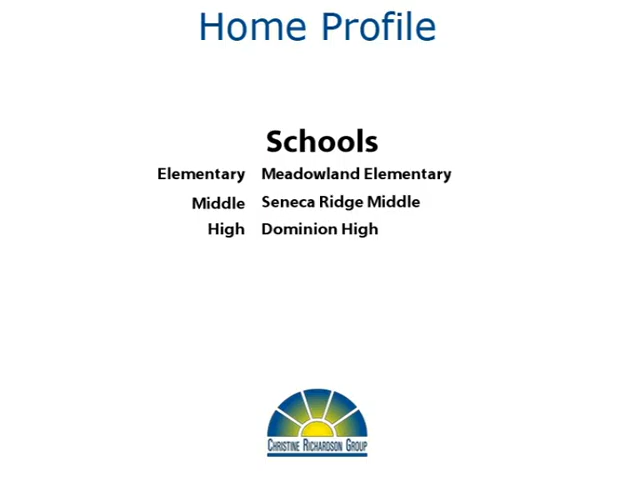 Home Profile
Schools
Elementary Meadowland Elementary
Middle Seneca Ridge Middle
High Dominion High
CHRISTINE RICHARDSON GROUP